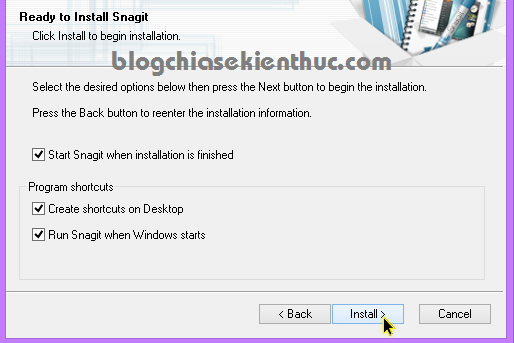 Ready to Install Snagit
Click Install to begin installation.
blogchiasekienthuc.com
Select the desired options below then press the Next button to begin the installation.
Press the Back button to reenter the installation information.
Start Snagit when installation is finished
Program shortcuts
Create shortcuts on Desktop
Run Snagit when Windows starts
< Back
Install >
Cancel